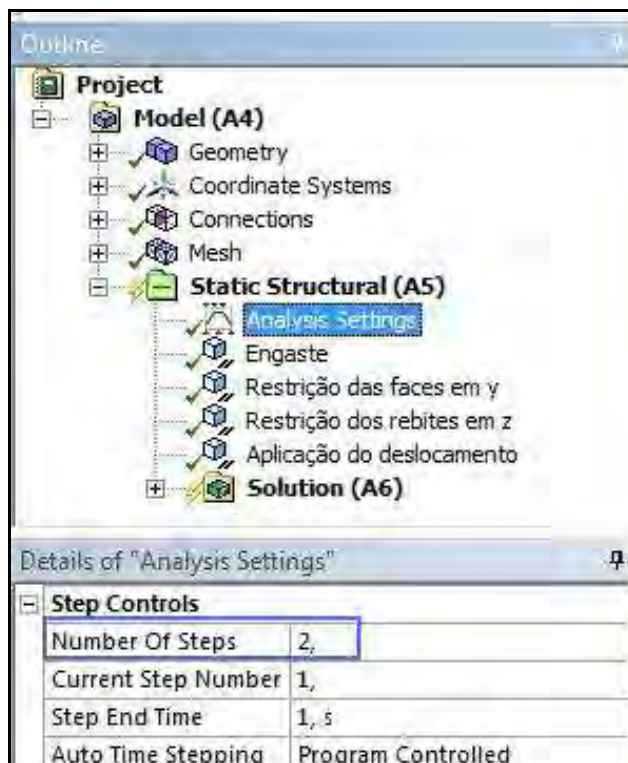 Outline
Project
Model (A4)
Geometry
Coordinate Systems
Connections
Mesh
Static Structural (A5)
Analysis Settings
Engaste
Restrição das faces em y
Restrição dos rebites em z
Aplicação do deslocamento
Solution (A6)
Details of "Analysis Settings"
Step Controls
Number Of Steps 2,
Current Step Number 1,
Step End Time 1, s
Auto Time Stepping Program Controlled